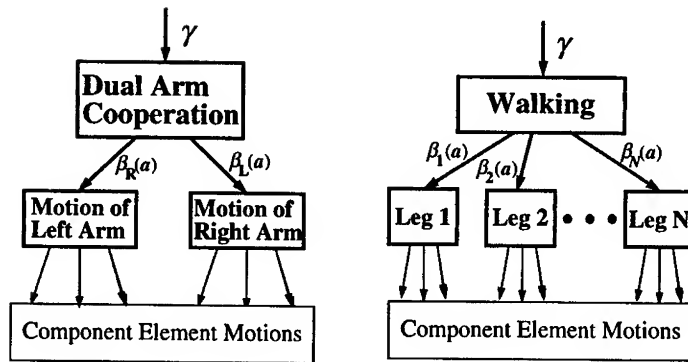 γ
Dual Arm
Cooperation
β_R(a)
β_L(a)
Motion of
Left Arm
Motion of
Right Arm
Component Element Motions
γ
Walking
β_1(a)
β_2(a)
β_N(a)
Leg 1
Leg 2
• • •
Leg N
Component Element Motions